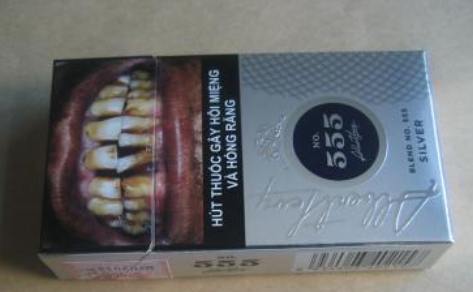 HÚT THUỐC GÂY HÔI MIỆNG
VÀ HỎNG RĂNG
NO.
555
BLEND NO. 555
SILVER
555